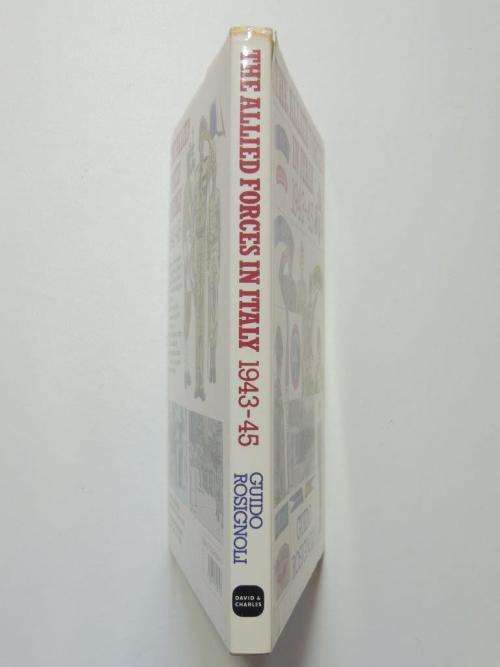 THE ALLIED FORCES IN ITALY 1943-45
GUIDO
ROSIGNOLI
DAVID &
CHARLES